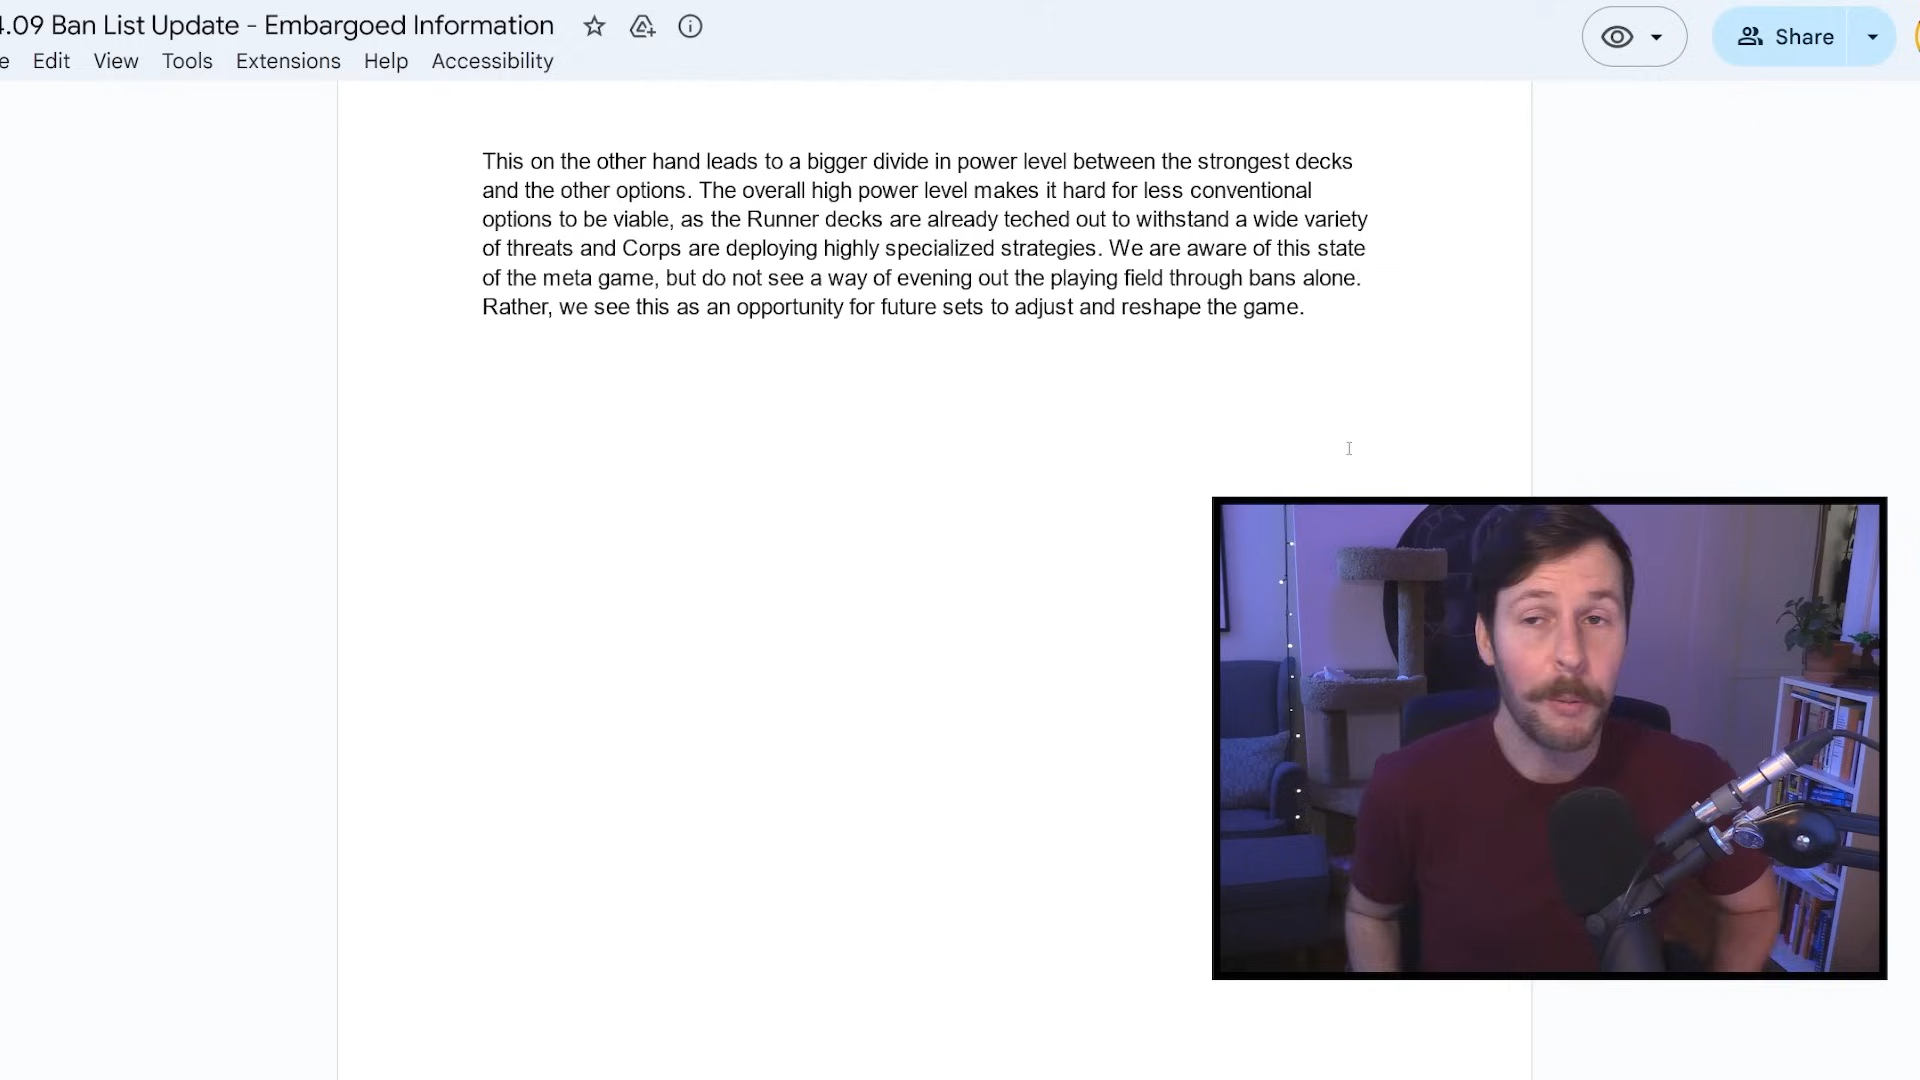 4.09 Ban List Update - Embargoed Information
e Edit View Tools Extensions Help Accessibility
Share
This on the other hand leads to a bigger divide in power level between the strongest decks
and the other options. The overall high power level makes it hard for less conventional
options to be viable, as the Runner decks are already teched out to withstand a wide variety
of threats and Corps are deploying highly specialized strategies. We are aware of this state
of the meta game, but do not see a way of evening out the playing field through bans alone.
Rather, we see this as an opportunity for future sets to adjust and reshape the game.